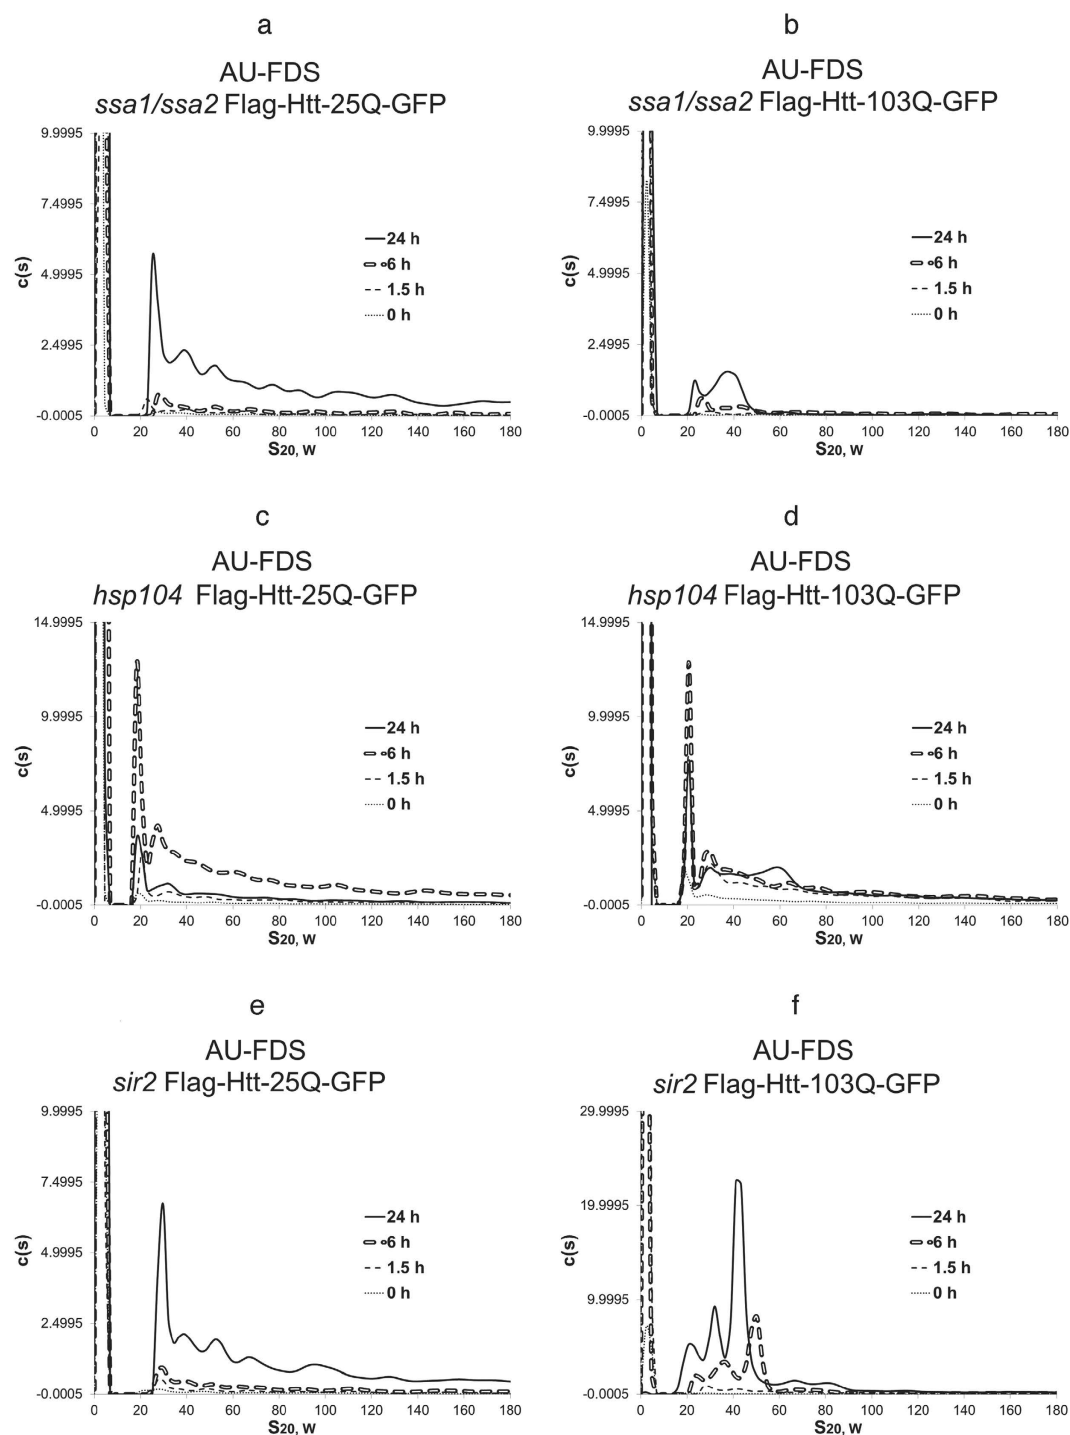 a
AU-FDS
ssa1/ssa2 Flag-Htt-25Q-GFP
9.9995
7.4995
4.9995
2.4995
-0.0005
c(s)
24 h
6 h
1.5 h
0 h
0 20 40 60 80 100 120 140 160 180
S20, W
b
AU-FDS
ssa1/ssa2 Flag-Htt-103Q-GFP
9.9995
7.4995
4.9995
2.4995
-0.0005
c(s)
24 h
6 h
1.5 h
0 h
0 20 40 60 80 100 120 140 160 180
S20, W
c
AU-FDS
hsp104 Flag-Htt-25Q-GFP
14.9995
9.9995
4.9995
-0.0005
c(s)
24 h
6 h
1.5 h
0 h
0 20 40 60 80 100 120 140 160 180
S20, W
d
AU-FDS
hsp104 Flag-Htt-103Q-GFP
14.9995
9.9995
4.9995
-0.0005
c(s)
24 h
6 h
1.5 h
0 h
0 20 40 60 80 100 120 140 160 180
S20, W
e
AU-FDS
sir2 Flag-Htt-25Q-GFP
9.9995
7.4995
4.9995
2.4995
-0.0005
c(s)
24 h
6 h
1.5 h
0 h
0 20 40 60 80 100 120 140 160 180
S20, W
f
AU-FDS
sir2 Flag-Htt-103Q-GFP
29.9995
19.9995
9.9995
-0.0005
c(s)
24 h
6 h
1.5 h
0 h
0 20 40 60 80 100 120 140 160 180
S20, W